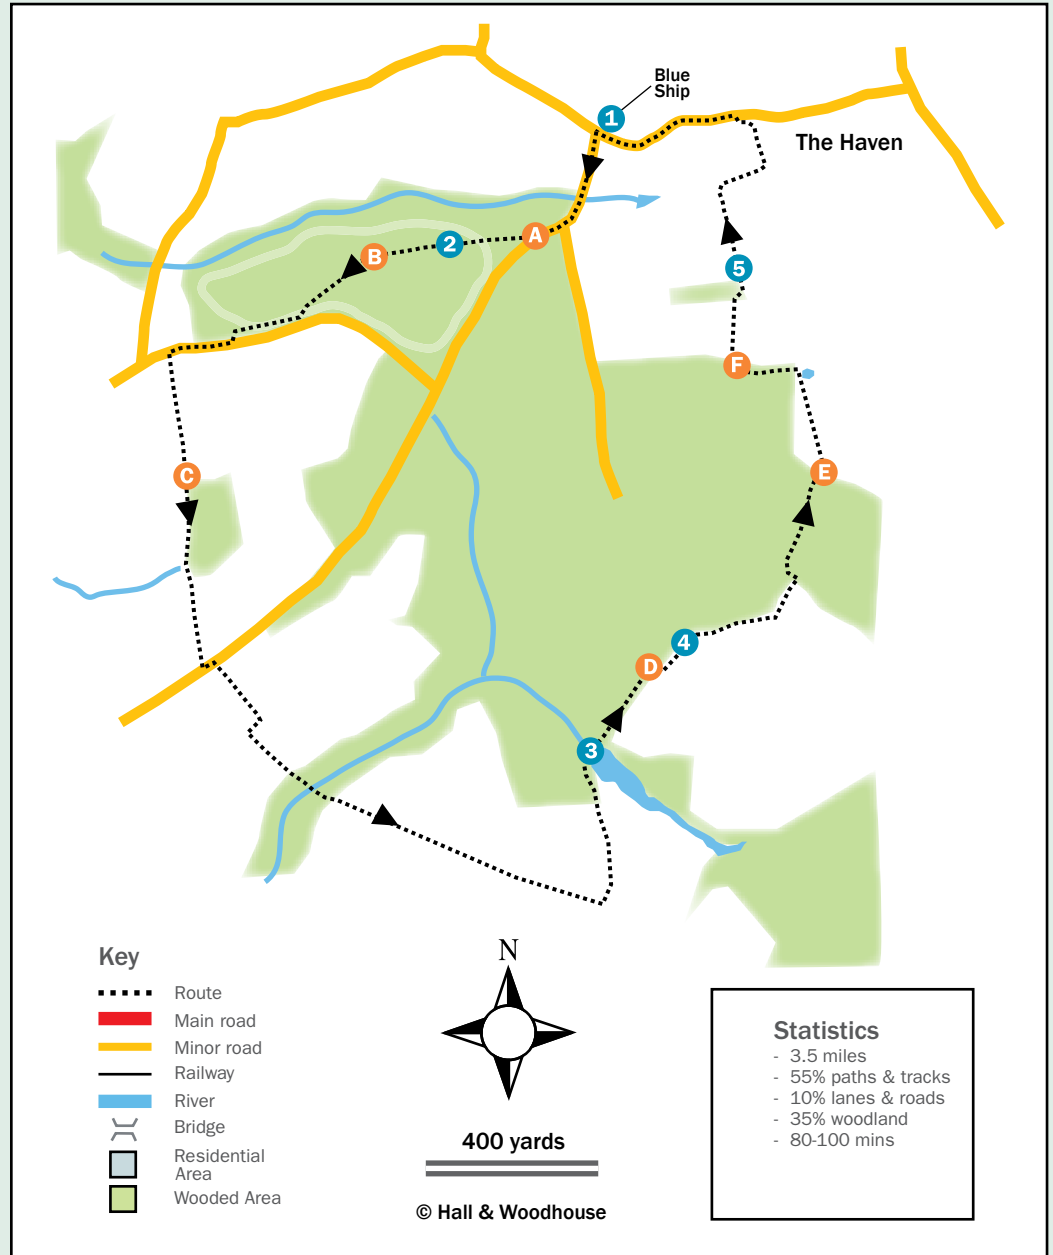 Blue
Ship
1
The Haven
A
2
B
5
F
E
C
4
D
3
Key
Route
Main road
Minor road
Railway
River
Bridge
Residential
Area
Wooded Area
N
400 yards
© Hall & Woodhouse
Statistics
- 3.5 miles
- 55% paths & tracks
- 10% lanes & roads
- 35% woodland
- 80-100 mins